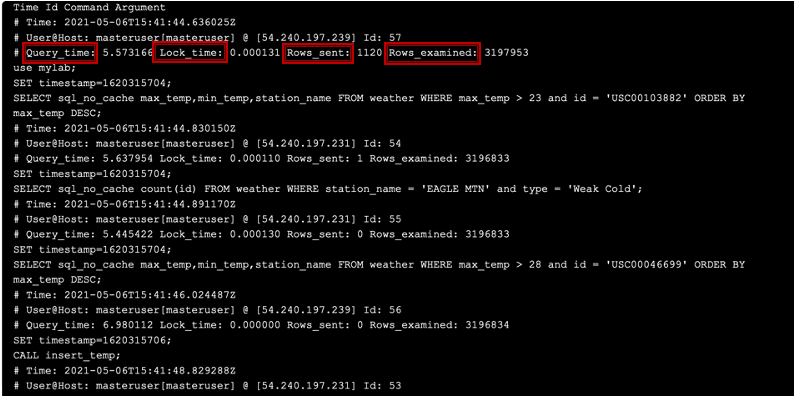 Time Id Command Argument
# Time: 2021-05-06T15:41:44.636025Z
# User@Host: masteruser[masteruser] @ [54.240.197.239] Id: 57
# Query_time: 5.573166 Lock_time: 0.000131 Rows_sent: 1120 Rows_examined: 3197953
use mylab;
SET timestamp=1620315704;
SELECT sql_no_cache max_temp,min_temp,station_name FROM weather WHERE max_temp > 23 and id = 'USC00103882' ORDER BY
max_temp DESC;
# Time: 2021-05-06T15:41:44.830150Z
# User@Host: masteruser[masteruser] @ [54.240.197.231] Id: 54
# Query_time: 5.637954 Lock_time: 0.000110 Rows_sent: 1 Rows_examined: 3196833
SET timestamp=1620315704;
SELECT sql_no_cache count(id) FROM weather WHERE station_name = 'EAGLE MTN' and type = 'Weak Cold';
# Time: 2021-05-06T15:41:44.891170Z
# User@Host: masteruser[masteruser] @ [54.240.197.231] Id: 55
# Query_time: 5.445422 Lock_time: 0.000130 Rows_sent: 0 Rows_examined: 3196833
SET timestamp=1620315704;
SELECT sql_no_cache max_temp,min_temp,station_name FROM weather WHERE max_temp > 28 and id = 'USC00046699' ORDER BY
max_temp DESC;
# Time: 2021-05-06T15:41:46.024487Z
# User@Host: masteruser[masteruser] @ [54.240.197.239] Id: 56
# Query_time: 6.980112 Lock_time: 0.000000 Rows_sent: 0 Rows_examined: 3196834
SET timestamp=1620315706;
CALL insert_temp;
# Time: 2021-05-06T15:41:48.829288Z
# User@Host: masteruser[masteruser] @ [54.240.197.231] Id: 53